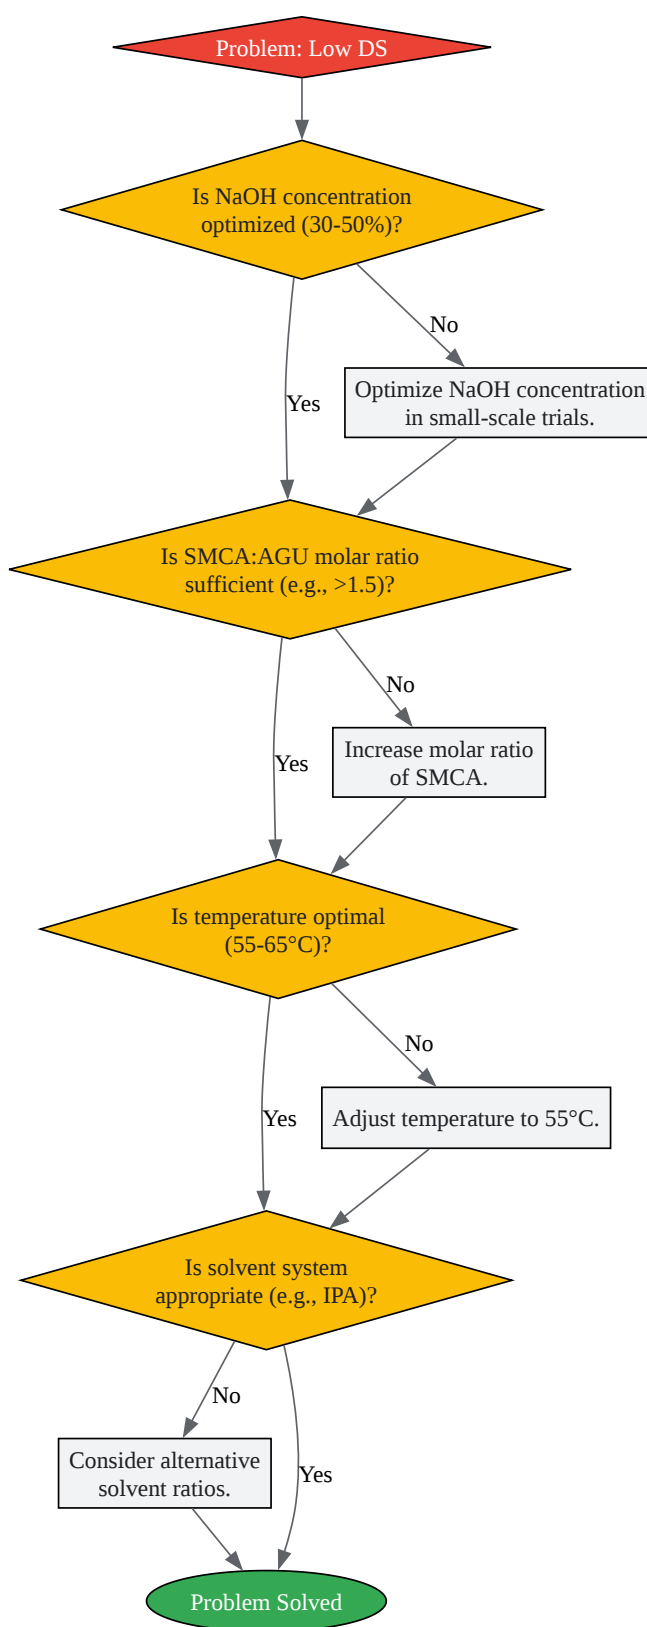 Problem: Low DS
Is NaOH concentration
optimized (30-50%)?
No
Yes
Optimize NaOH concentration
in small-scale trials.
Is SMCA:AGU molar ratio
sufficient (e.g., >1.5)?
No
Yes
Increase molar ratio
of SMCA.
Is temperature optimal
(55-65°C)?
No
Yes
Adjust temperature to 55°C.
Is solvent system
appropriate (e.g., IPA)?
No
Yes
Consider alternative
solvent ratios.
Problem Solved